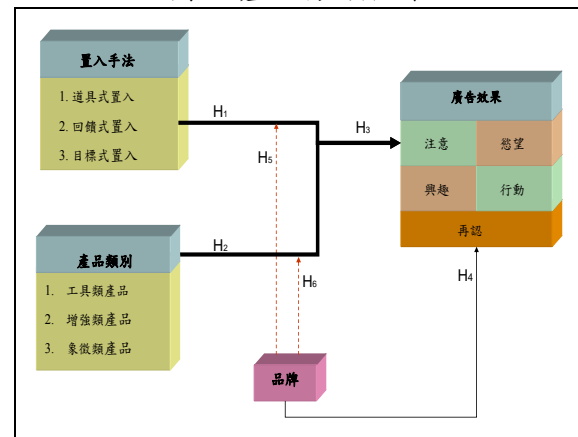 置入手法
1. 道具式置入
2. 回饋式置入
3. 目標式置入
H1
H5
H3
廣告效果
注意
慾望
興趣
行動
再認
產品類別
1. 工具類產品
2. 增強類產品
3. 象徵類產品
H2
H6
H4
品牌